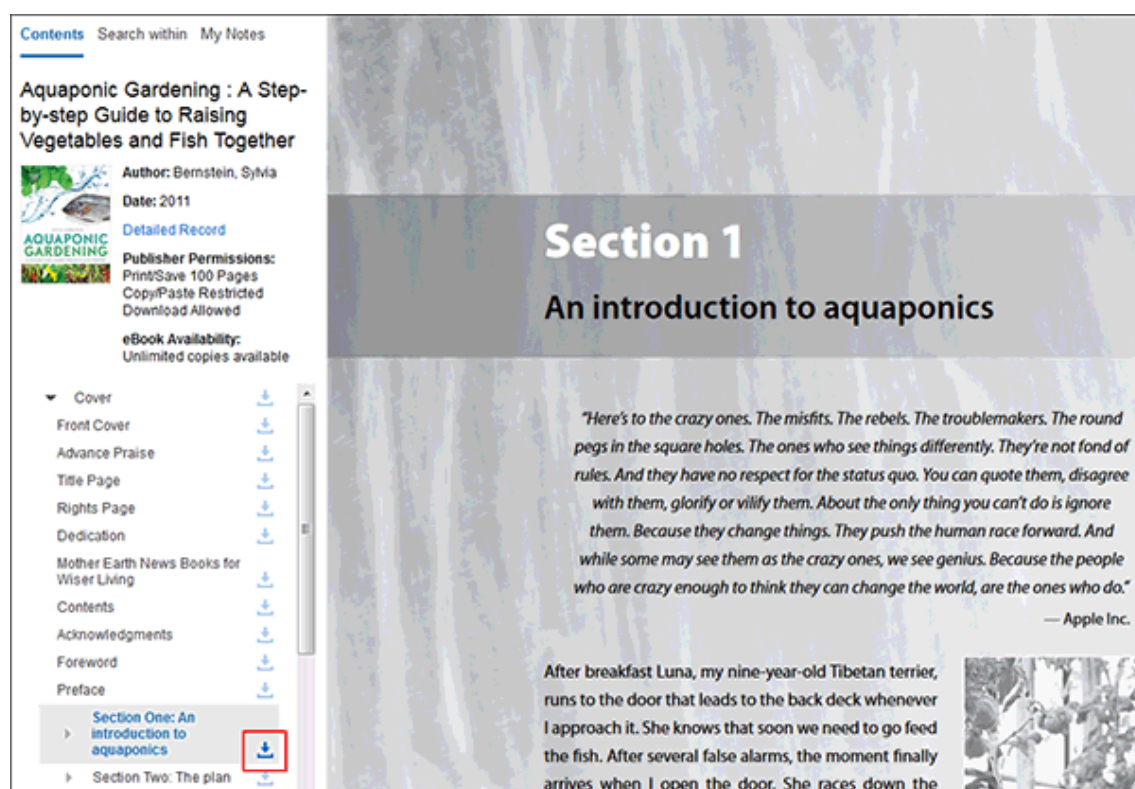 Contents Search within My Notes
Aquaponic Gardening : A Step-
by-step Guide to Raising
Vegetables and Fish Together
AQUAPONIC
GARDENING
Author: Bernstein, Sylvia
Date: 2011
Detailed Record
Publisher Permissions:
Print/Save 100 Pages
Copy/Paste Restricted
Download Allowed
eBook Availability:
Unlimited copies available
Cover
Front Cover
Advance Praise
Title Page
Rights Page
Dedication
Mother Earth News Books for
Wiser Living
Contents
Acknowledgments
Foreword
Preface
Section One: An
introduction to
aquaponics
Section Two: The plan
Section 1
An introduction to aquaponics
“Here’s to the crazy ones. The misfits. The rebels. The troublemakers. The round
pegs in the square holes. The ones who see things differently. They’re not fond of
rules. And they have no respect for the status quo. You can quote them, disagree
with them, glorify or vilify them. About the only thing you can’t do is ignore
them. Because they change things. They push the human race forward. And
while some may see them as the crazy ones, we see genius. Because the people
who are crazy enough to think they can change the world, are the ones who do.”
— Apple Inc.
After breakfast Luna, my nine-year-old Tibetan terrier,
runs to the door that leads to the back deck whenever
I approach it. She knows that soon we need to go feed
the fish. After several false alarms, the moment finally
arrives when I open the door. She races down the